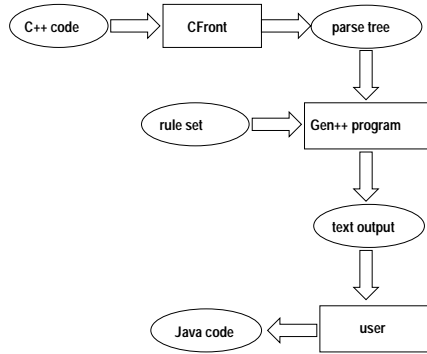 C++ code
CFront
parse tree
rule set
Gen++ program
text output
Java code
user